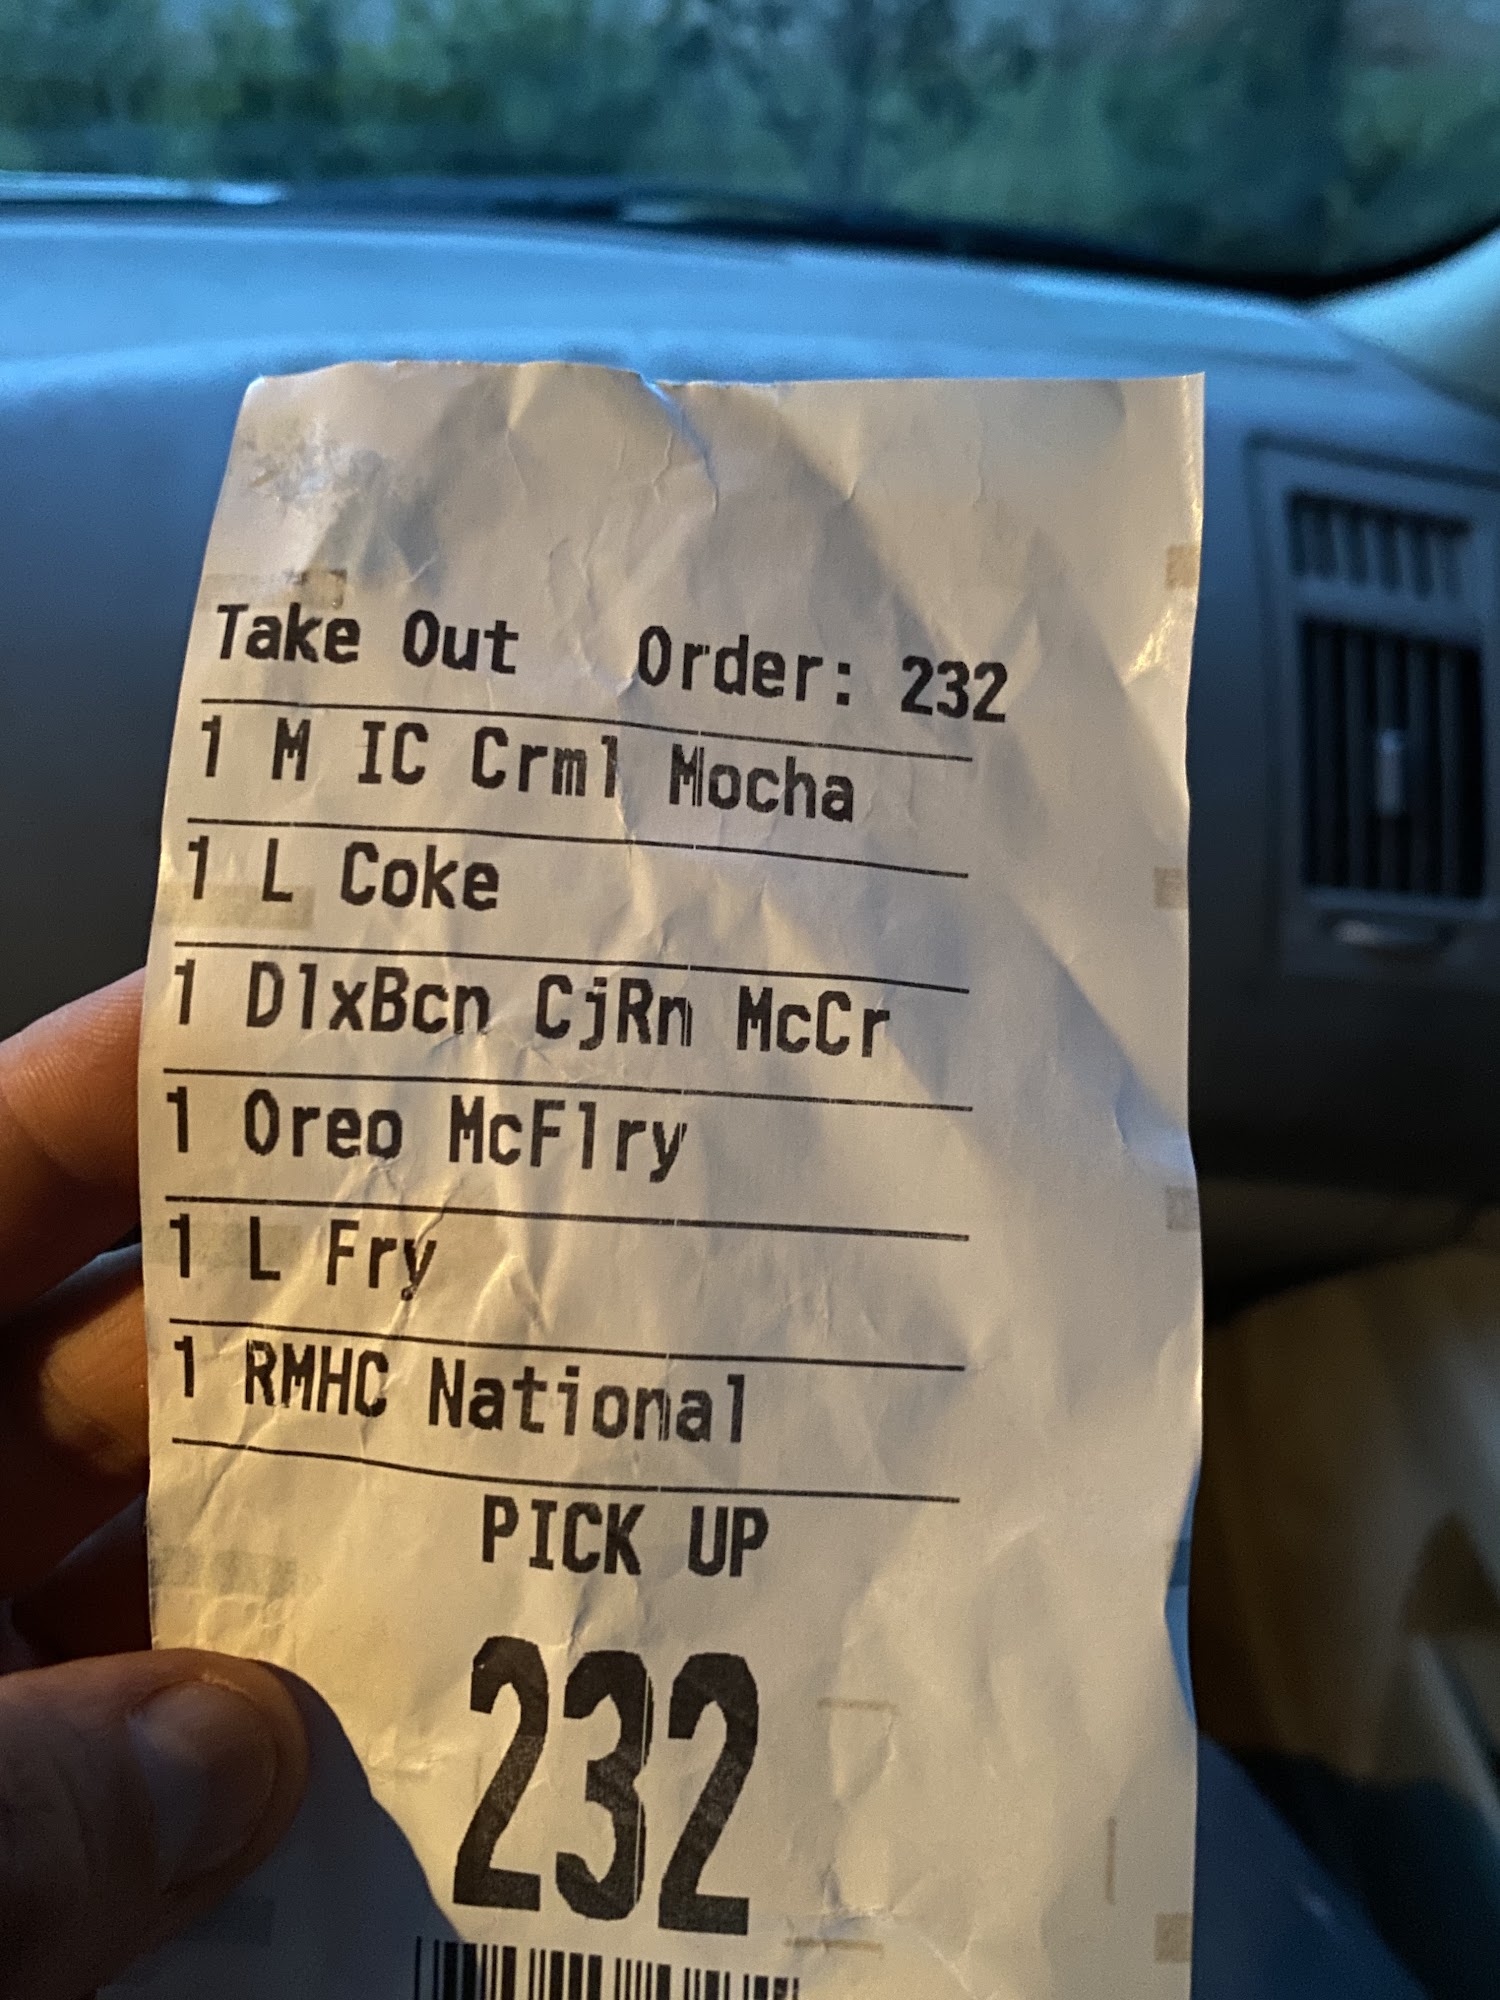 Take Out Order: 232
1 M IC Crml Mocha
1 L Coke
1 DlxBcn CjRn McCr
1 Oreo McFlry
1 L Fry
1 RMHC National
PICK UP
232